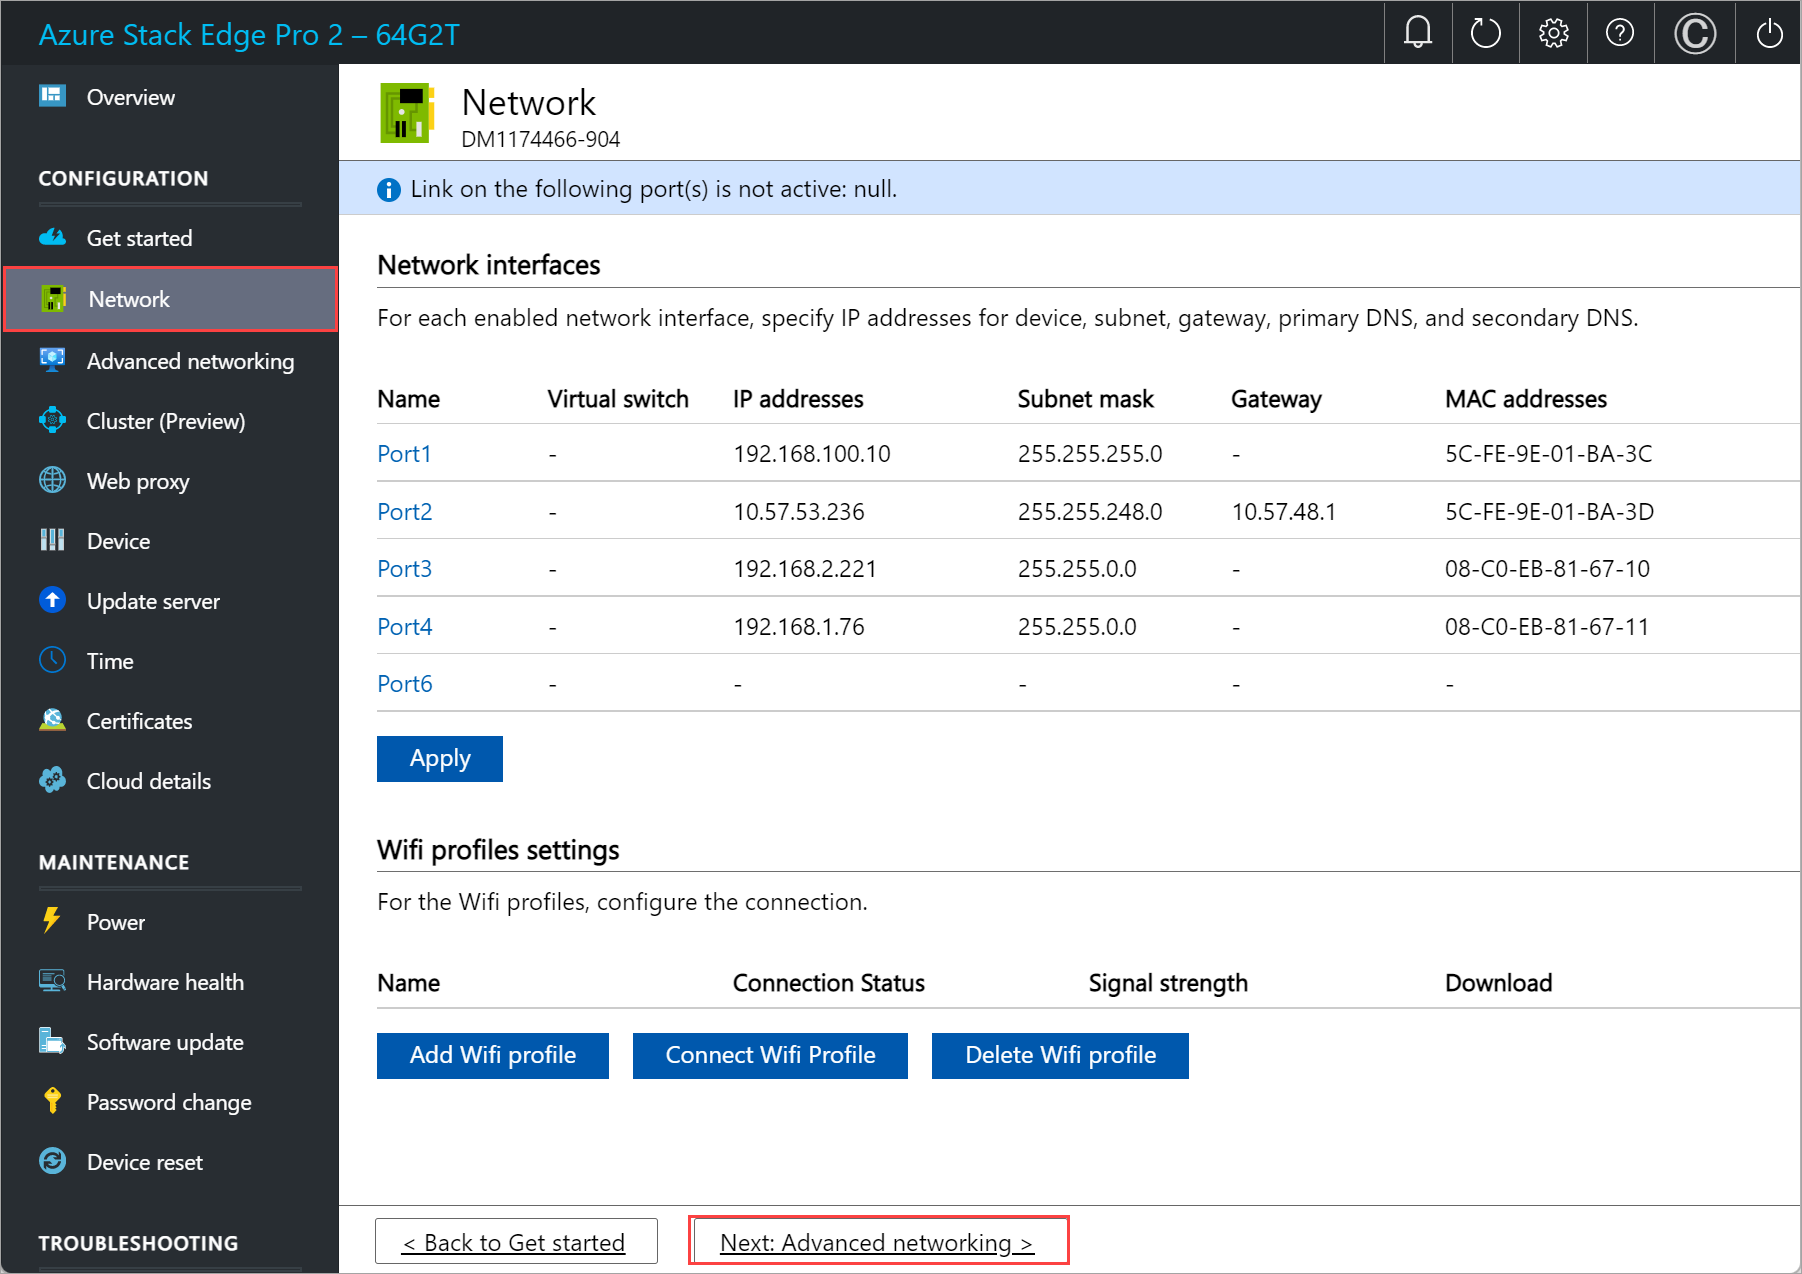 Azure Stack Edge Pro 2 – 64G2T
Overview
CONFIGURATION
Get started
Network
Advanced networking
Cluster (Preview)
Web proxy
Device
Update server
Time
Certificates
Cloud details
MAINTENANCE
Power
Hardware health
Software update
Password change
Device reset
TROUBLESHOOTING
Network
DM1174466-904
Link on the following port(s) is not active: null.
Network interfaces
For each enabled network interface, specify IP addresses for device, subnet, gateway, primary DNS, and secondary DNS.
Name Virtual switch IP addresses Subnet mask Gateway MAC addresses
Port1 - 192.168.100.10 255.255.255.0 - 5C-FE-9E-01-BA-3C
Port2 - 10.57.53.236 255.255.248.0 10.57.48.1 5C-FE-9E-01-BA-3D
Port3 - 192.168.2.221 255.255.0.0 - 08-C0-EB-81-67-10
Port4 - 192.168.1.76 255.255.0.0 - 08-C0-EB-81-67-11
Port6 - - - - -
Apply
Wifi profiles settings
For the Wifi profiles, configure the connection.
Name Connection Status Signal strength Download
Add Wifi profile Connect Wifi Profile Delete Wifi profile
< Back to Get started Next: Advanced networking >